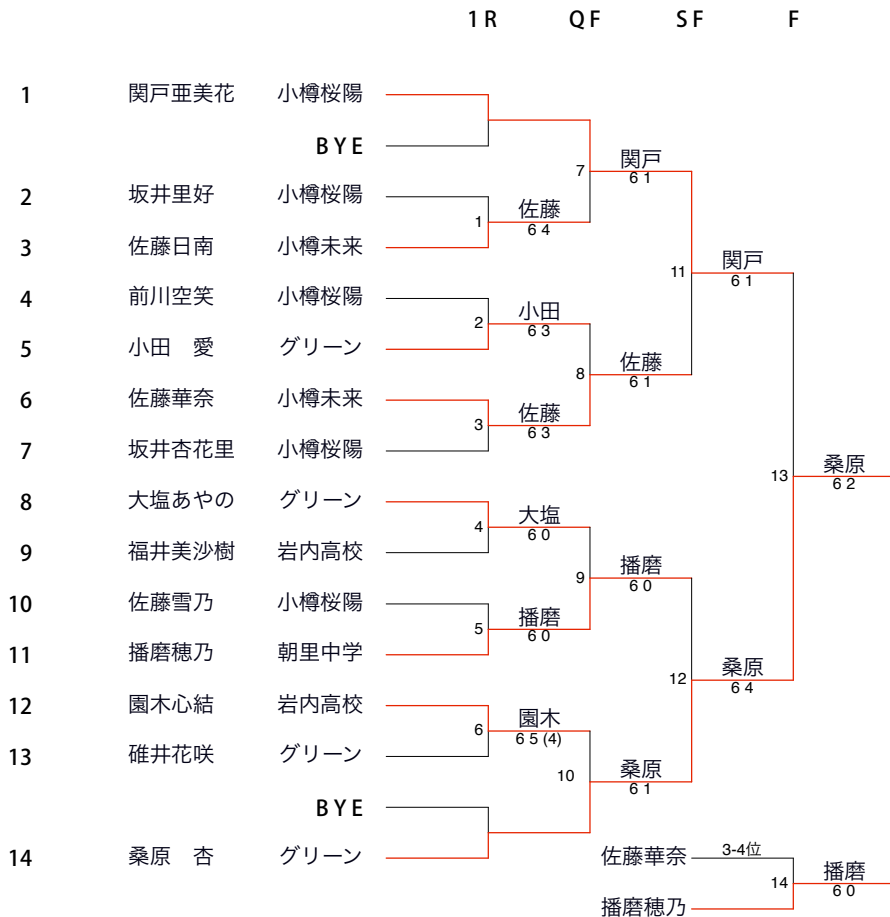 1R QF SF F
1 関戸亜美花 小樽桜陽
BYE
7 関戸
6 1
2 坂井里好 小樽桜陽
1 佐藤
6 4
3 佐藤日南 小樽未来
11 関戸
6 1
4 前川空笑 小樽桜陽
2 小田
6 3
5 小田 愛 グリーン
8 佐藤
6 1
6 佐藤華奈 小樽未来
3 佐藤
6 3
7 坂井杏花里 小樽桜陽
13 桑原
6 2
8 大塩あやの グリーン
4 大塩
6 0
9 福井美沙樹 岩内高校
9 播磨
6 0
10 佐藤雪乃 小樽桜陽
5 播磨
6 0
11 播磨穂乃 朝里中学
12 桑原
6 4
12 園木心結 岩内高校
6 園木
6 5 (4)
13 碓井花咲 グリーン
10 桑原
6 1
BYE
14 桑原 杏 グリーン
佐藤華奈 3-4位
14 播磨
6 0
播磨穂乃